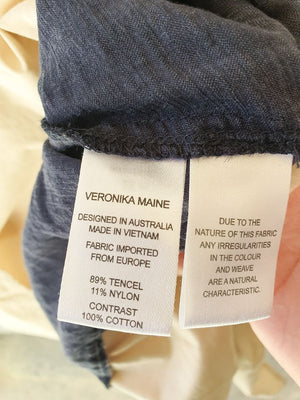 VERONIKA MAINE
DESIGNED IN AUSTRALIA
MADE IN VIETNAM
FABRIC IMPORTED
FROM EUROPE
89% TENCEL
11% NYLON
CONTRAST
100% COTTON
DUE TO THE
NATURE OF THIS FABRIC
ANY IRREGULARITIES
IN THE COLOUR
AND WEAVE
ARE A NATURAL
CHARACTERISTIC.